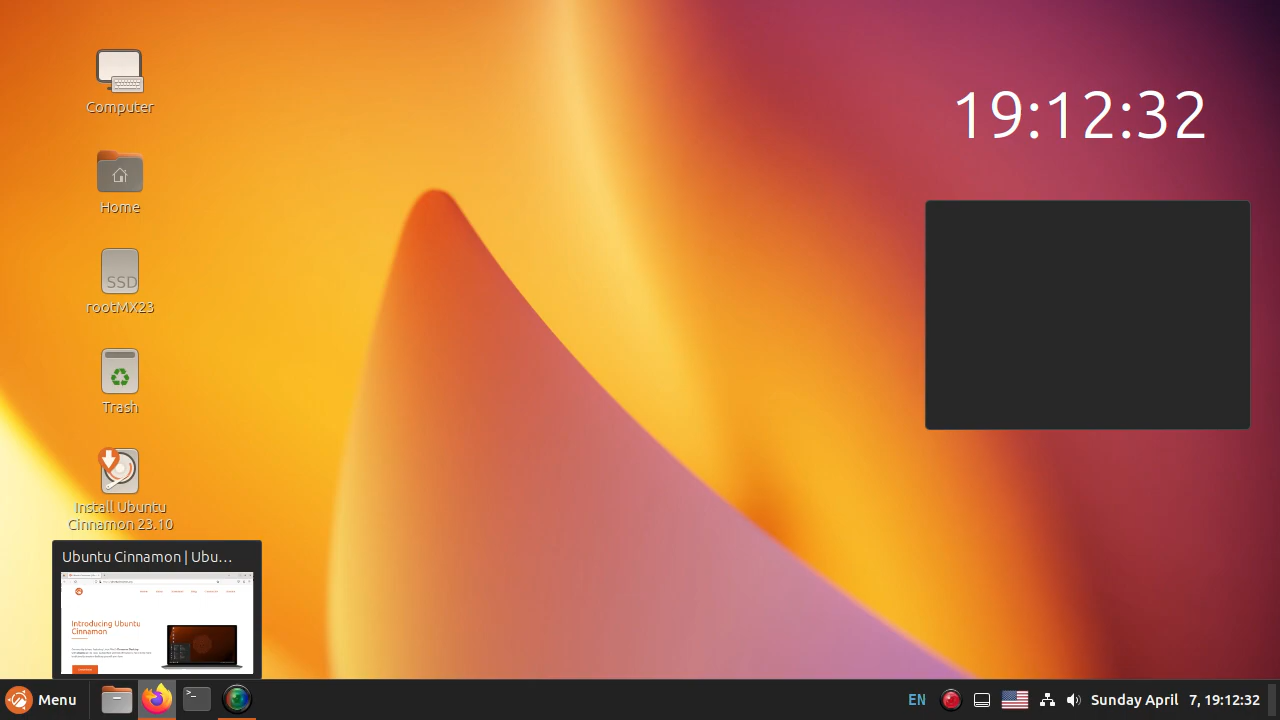 Computer
19:12:32
Home
SSD
rootMX23
Trash
Install Ubuntu
Cinnamon 23.10
Ubuntu Cinnamon | Ubu...
Introducing Ubuntu
Cinnamon
Menu
>_
EN
Sunday April 7, 19:12:32